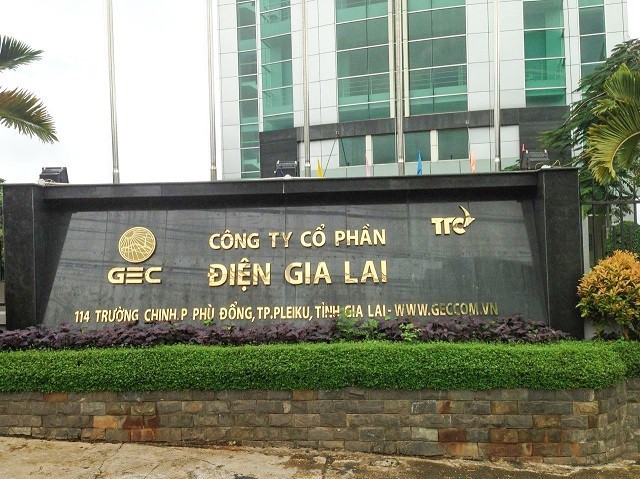 CÔNG TY CỔ PHẦN
TTC
GEC
ĐIỆN GIA LAI
114 TRƯỜNG CHINH.P PHÙ ĐỔNG,TP.PLEIKU,TỈNH GIA LAI-WWW.GECCOM.VN